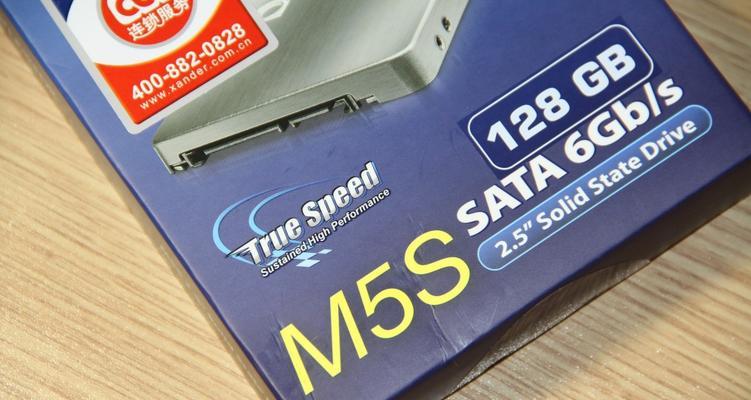 连锁服务
400-882-0828
www.xander.com.cn
128 GB
SATA 6Gb/s
2.5" Solid State Drive
True Speed
Sustained High Performance
M5S